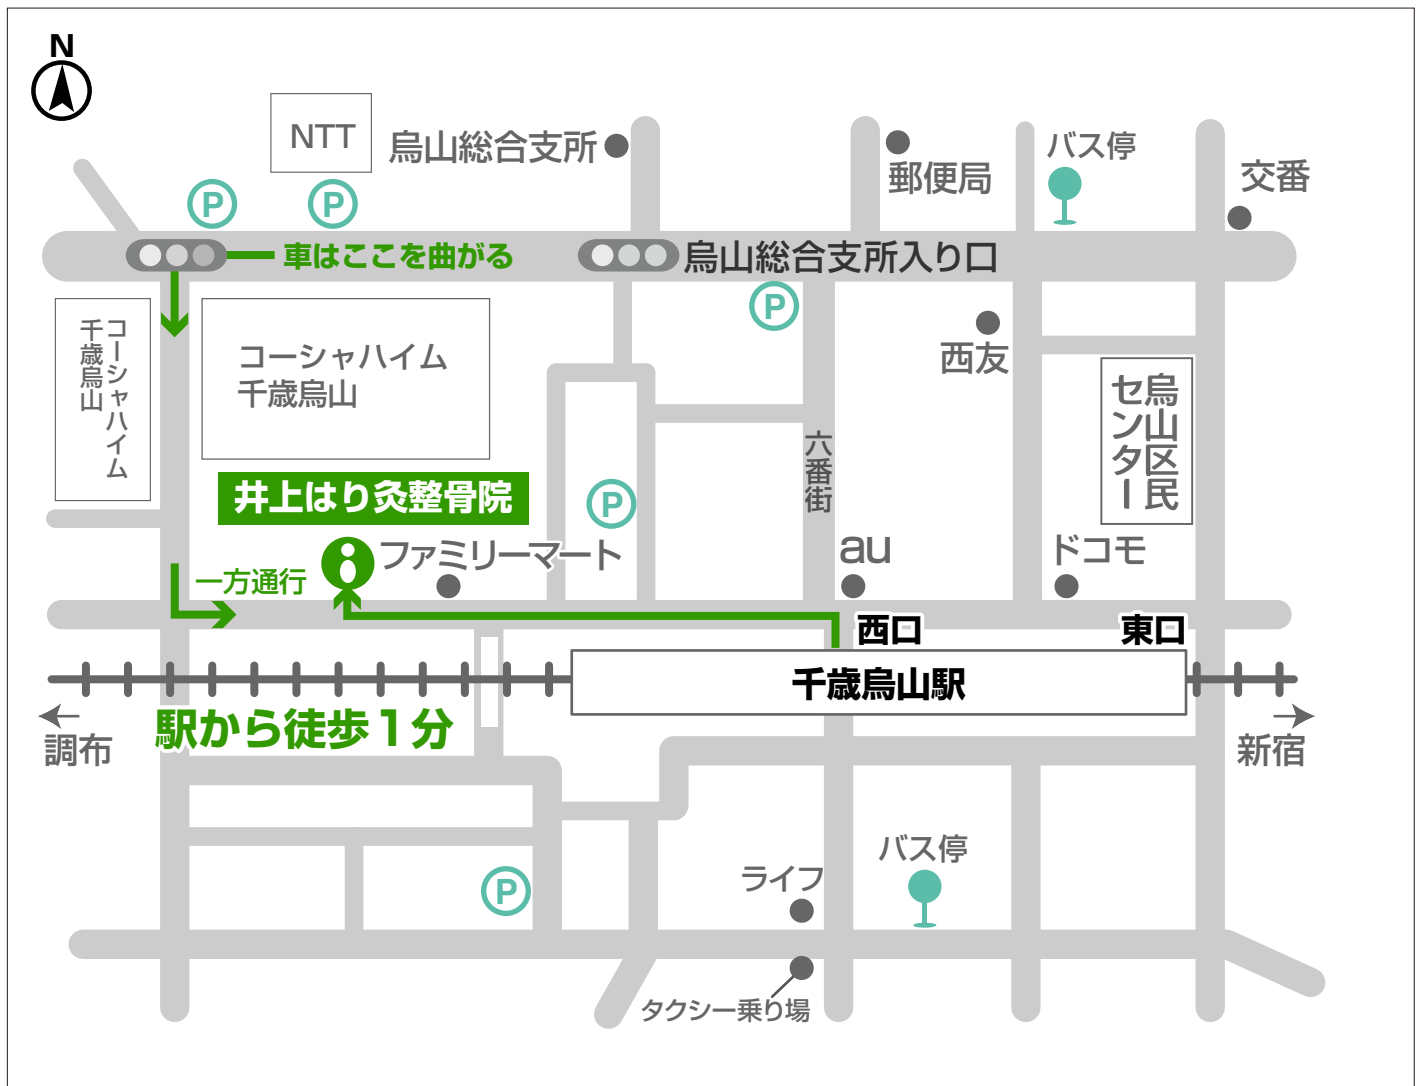 N
NTT
烏山総合支所
郵便局
バス停
交番
P
P
車はここを曲がる
烏山総合支所入り口
P
コーシャハイム
千歳烏山
コーシャハイム
千歳烏山
西友
烏山区民
センター
六番街
井上はり灸整骨院
P
ファミリーマート
au
ドコモ
一方通行
西口
東口
千歳烏山駅
駅から徒歩1分
調布
新宿
バス停
ライフ
P
タクシー乗り場